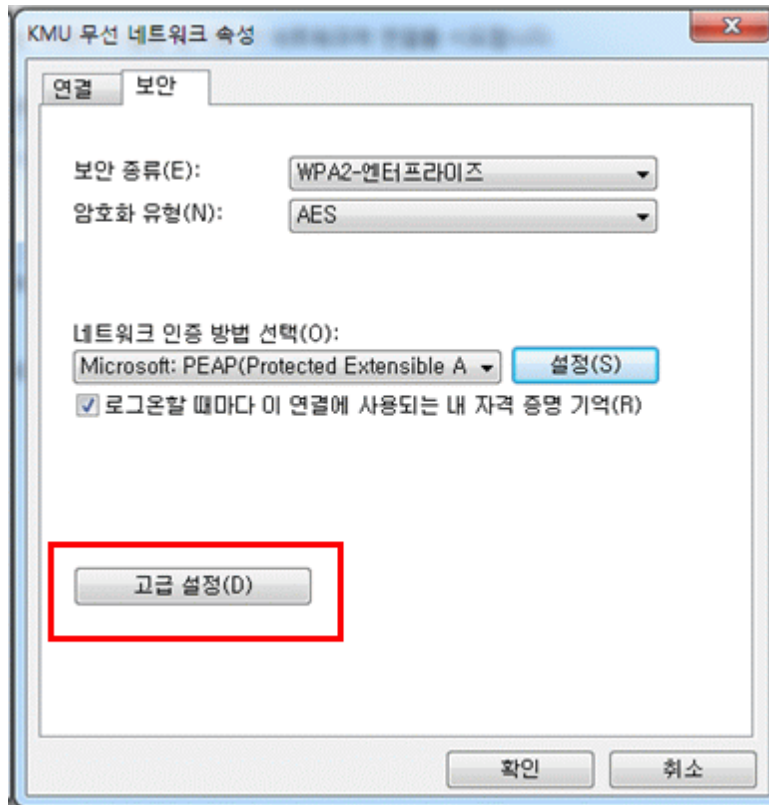 KMU 무선 네트워크 속성
연결 보안
보안 종류(E): WPA2-엔터프라이즈
암호화 유형(N): AES
네트워크 인증 방법 선택(O):
Microsoft: PEAP(Protected Extensible A 설정(S)
로그온할 때마다 이 연결에 사용되는 내 자격 증명 기억(R)
고급 설정(D)
확인 취소